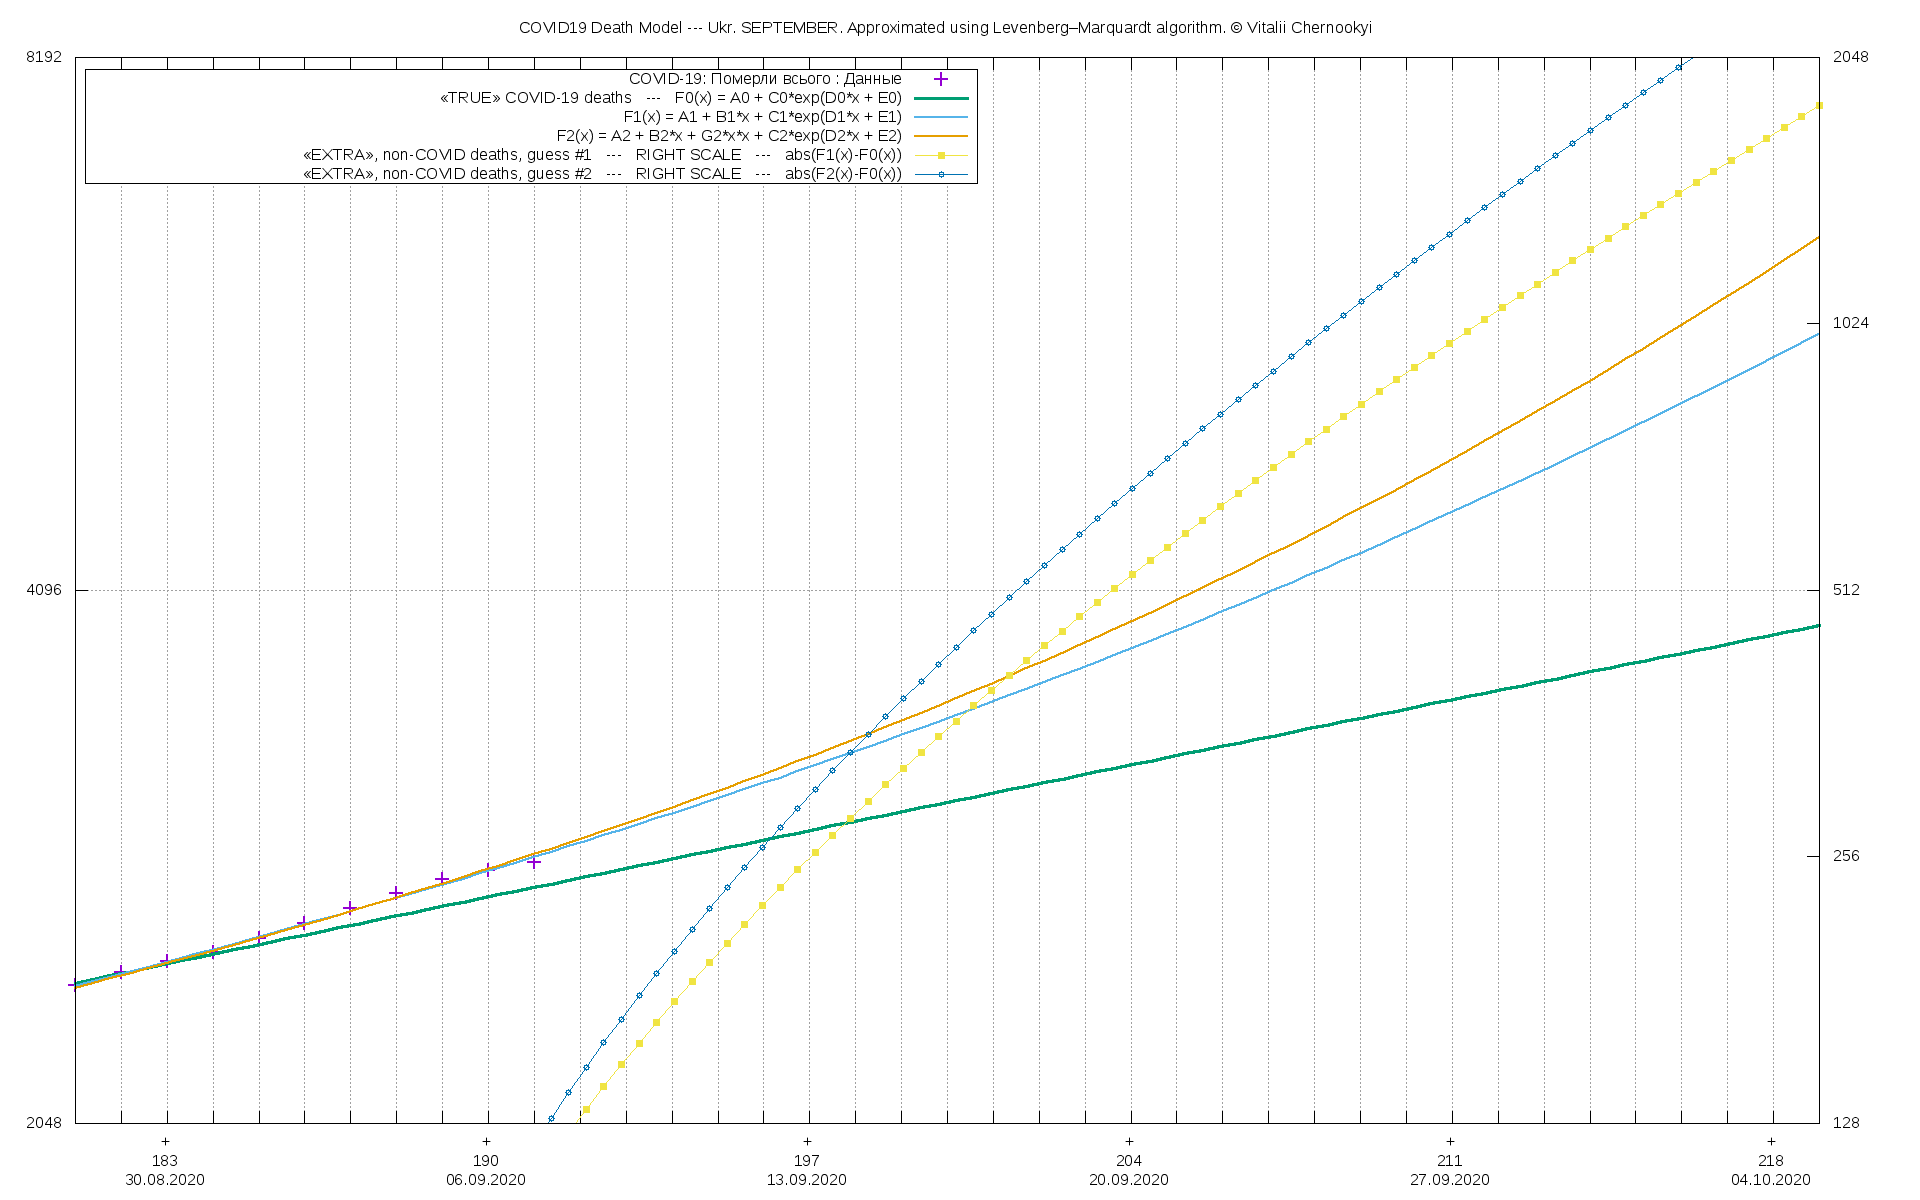 COVID19 Death Model --- Ukr. SEPTEMBER. Approximated using Levenberg–Marquardt algorithm. © Vitalii Chernookyi
8192 2048
COVID-19: Померли всього : Данные
«TRUE» COVID-19 deaths --- F0(x) = A0 + C0*exp(D0*x + E0)
F1(x) = A1 + B1*x + C1*exp(D1*x + E1)
F2(x) = A2 + B2*x + G2*x*x + C2*exp(D2*x + E2)
«EXTRA», non-COVID deaths, guess #1 --- RIGHT SCALE --- abs(F1(x)-F0(x))
«EXTRA», non-COVID deaths, guess #2 --- RIGHT SCALE --- abs(F2(x)-F0(x))
1024
4096 512
256
2048 128
+ + + + + +
183 190 197 204 211 218
30.08.2020 06.09.2020 13.09.2020 20.09.2020 27.09.2020 04.10.2020